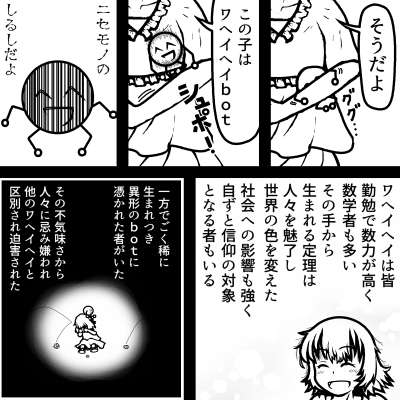 そうだよ
ググ…
この子は
ワヘイヘイbot
シュポー!
ニセモノの
しるしだよ
ワヘイヘイは皆
勤勉で数力が高く
数学者も多い
その手から
生まれる定理は
人々を魅了し
世界の色を変えた
社会への影響も強く
自ずと信仰の対象
となる者もいる
一方でごく稀に
生まれつき
異形のbotに
憑かれた者がいた
その不気味さから
人々に忌み嫌われ
他のワヘイヘイと
区別され迫害された